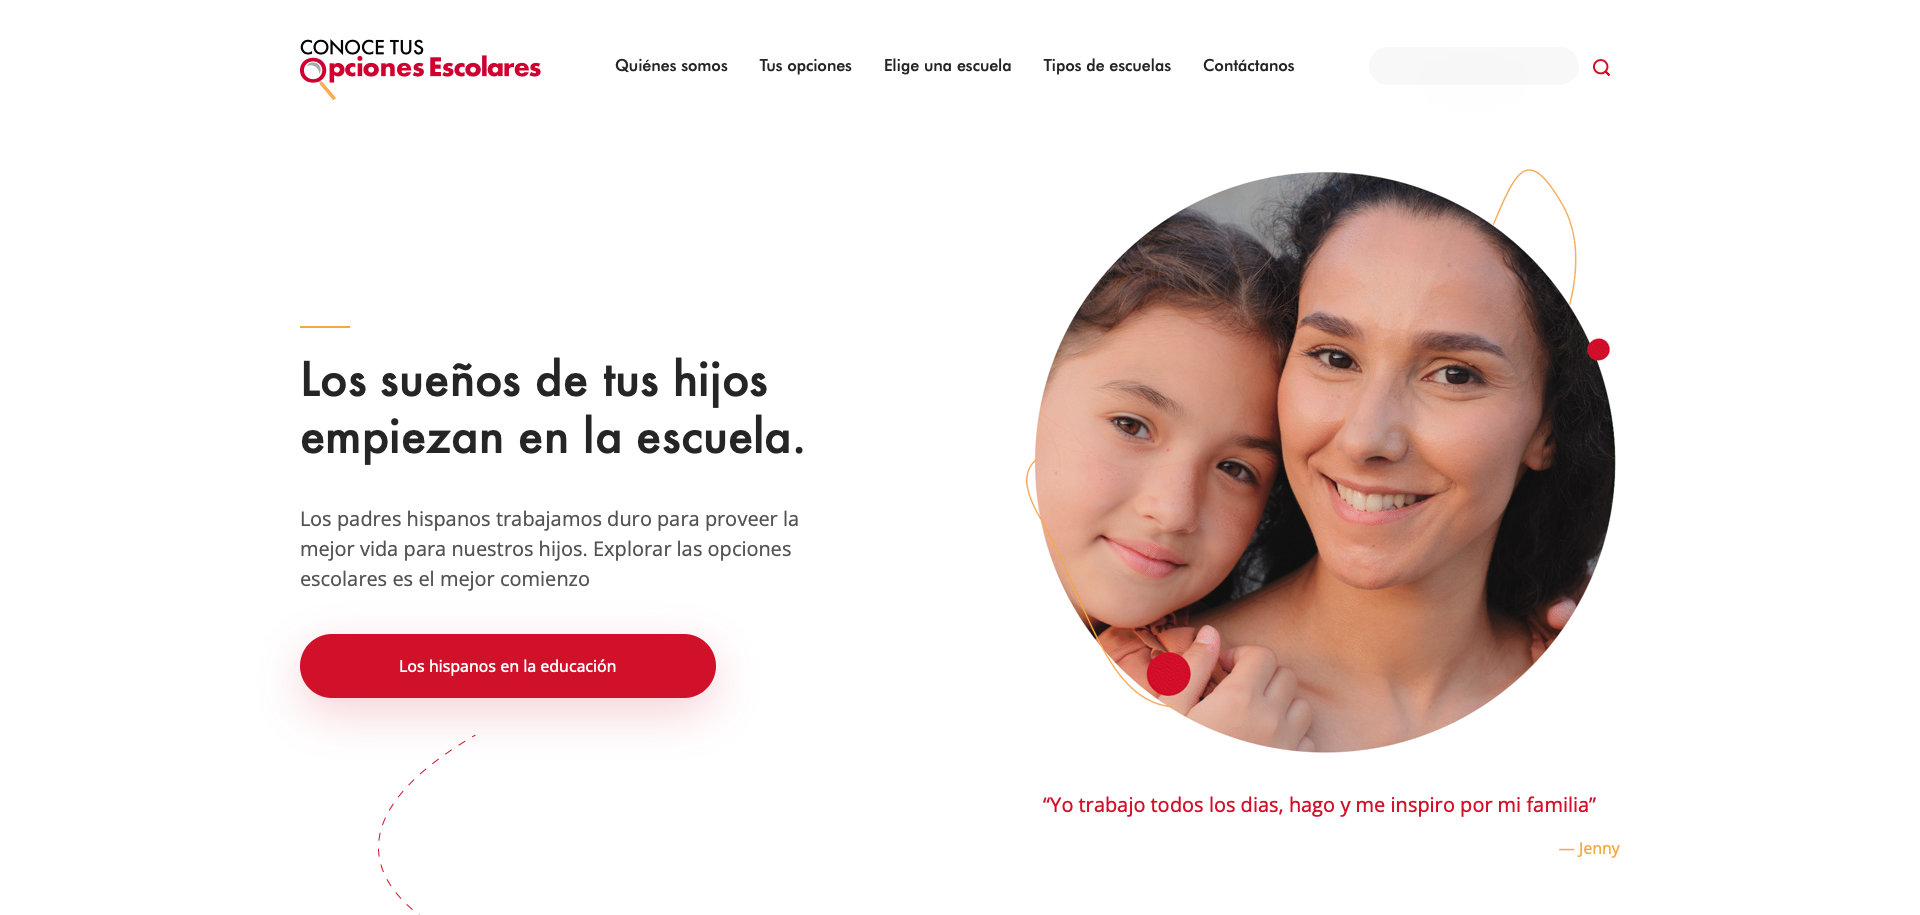 CONOCE TUS
Opciones Escolares
Quiénes somos
Tus opciones
Elige una escuela
Tipos de escuelas
Contáctanos
Los sueños de tus hijos
empiezan en la escuela.
Los padres hispanos trabajamos duro para proveer la
mejor vida para nuestros hijos. Explorar las opciones
escolares es el mejor comienzo
Los hispanos en la educación
“Yo trabajo todos los dias, hago y me inspiro por mi familia”
— Jenny